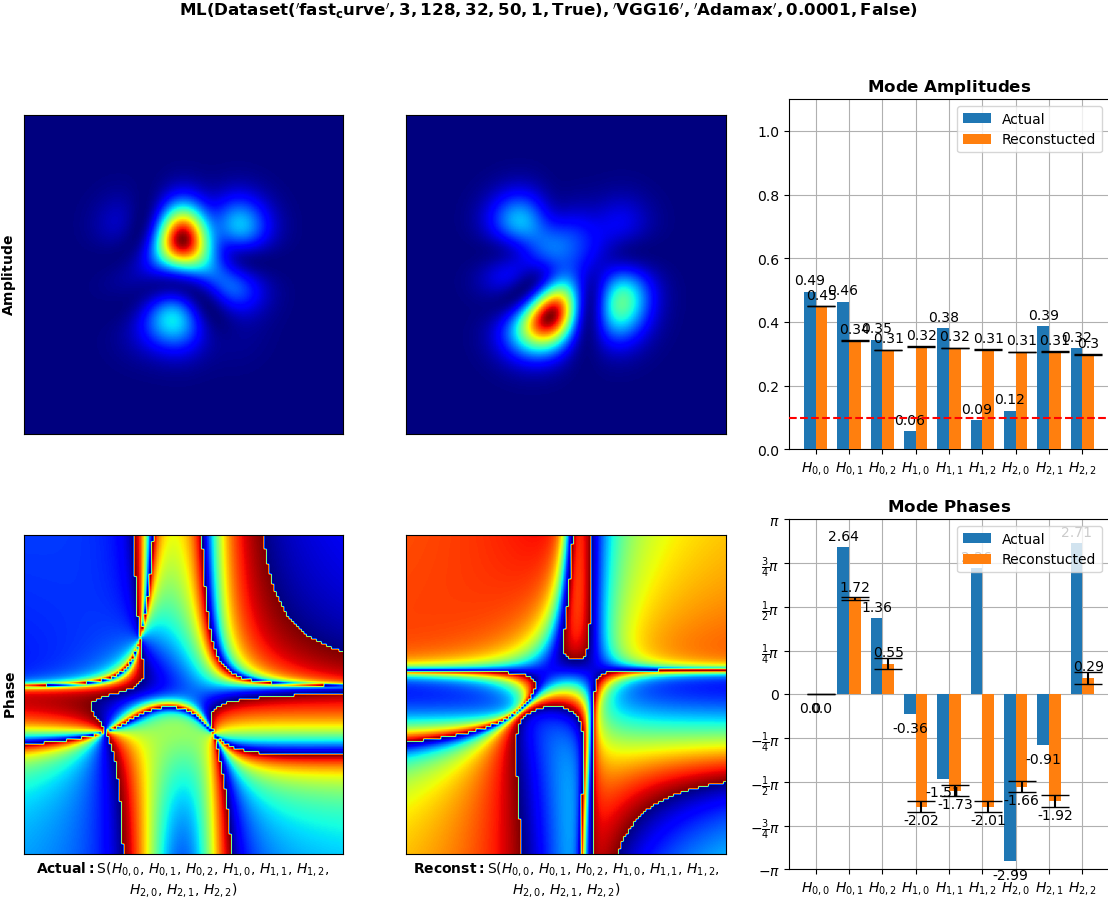 ML(Dataset('fast_curve', 3, 128, 32, 50, 1, True), 'VGG16', 'Adamax', 0.0001, False)
Amplitude
Mode Amplitudes
Actual
Reconstucted
1.0
0.8
0.6
0.4
0.2
0.0
0.49
0.45
0.46
0.34
0.35
0.31
0.06
0.32
0.38
0.32
0.09
0.31
0.12
0.31
0.39
0.31
0.32
0.3
H0,0 H0,1 H0,2 H1,0 H1,1 H1,2 H2,0 H2,1 H2,2
Phase
Mode Phases
Actual
Reconstucted
π
3/4π
1/2π
1/4π
0
−1/4π
−1/2π
−3/4π
−π
0.0
0.0
2.64
1.72
1.36
0.55
-0.36
-2.02
-1.73
-2.01
-2.99
-1.66
-0.91
-1.92
2.71
0.29
H0,0 H0,1 H0,2 H1,0 H1,1 H1,2 H2,0 H2,1 H2,2
Actual: S(H0,0, H0,1, H0,2, H1,0, H1,1, H1,2,
H2,0, H2,1, H2,2)
Reconst: S(H0,0, H0,1, H0,2, H1,0, H1,1, H1,2,
H2,0, H2,1, H2,2)